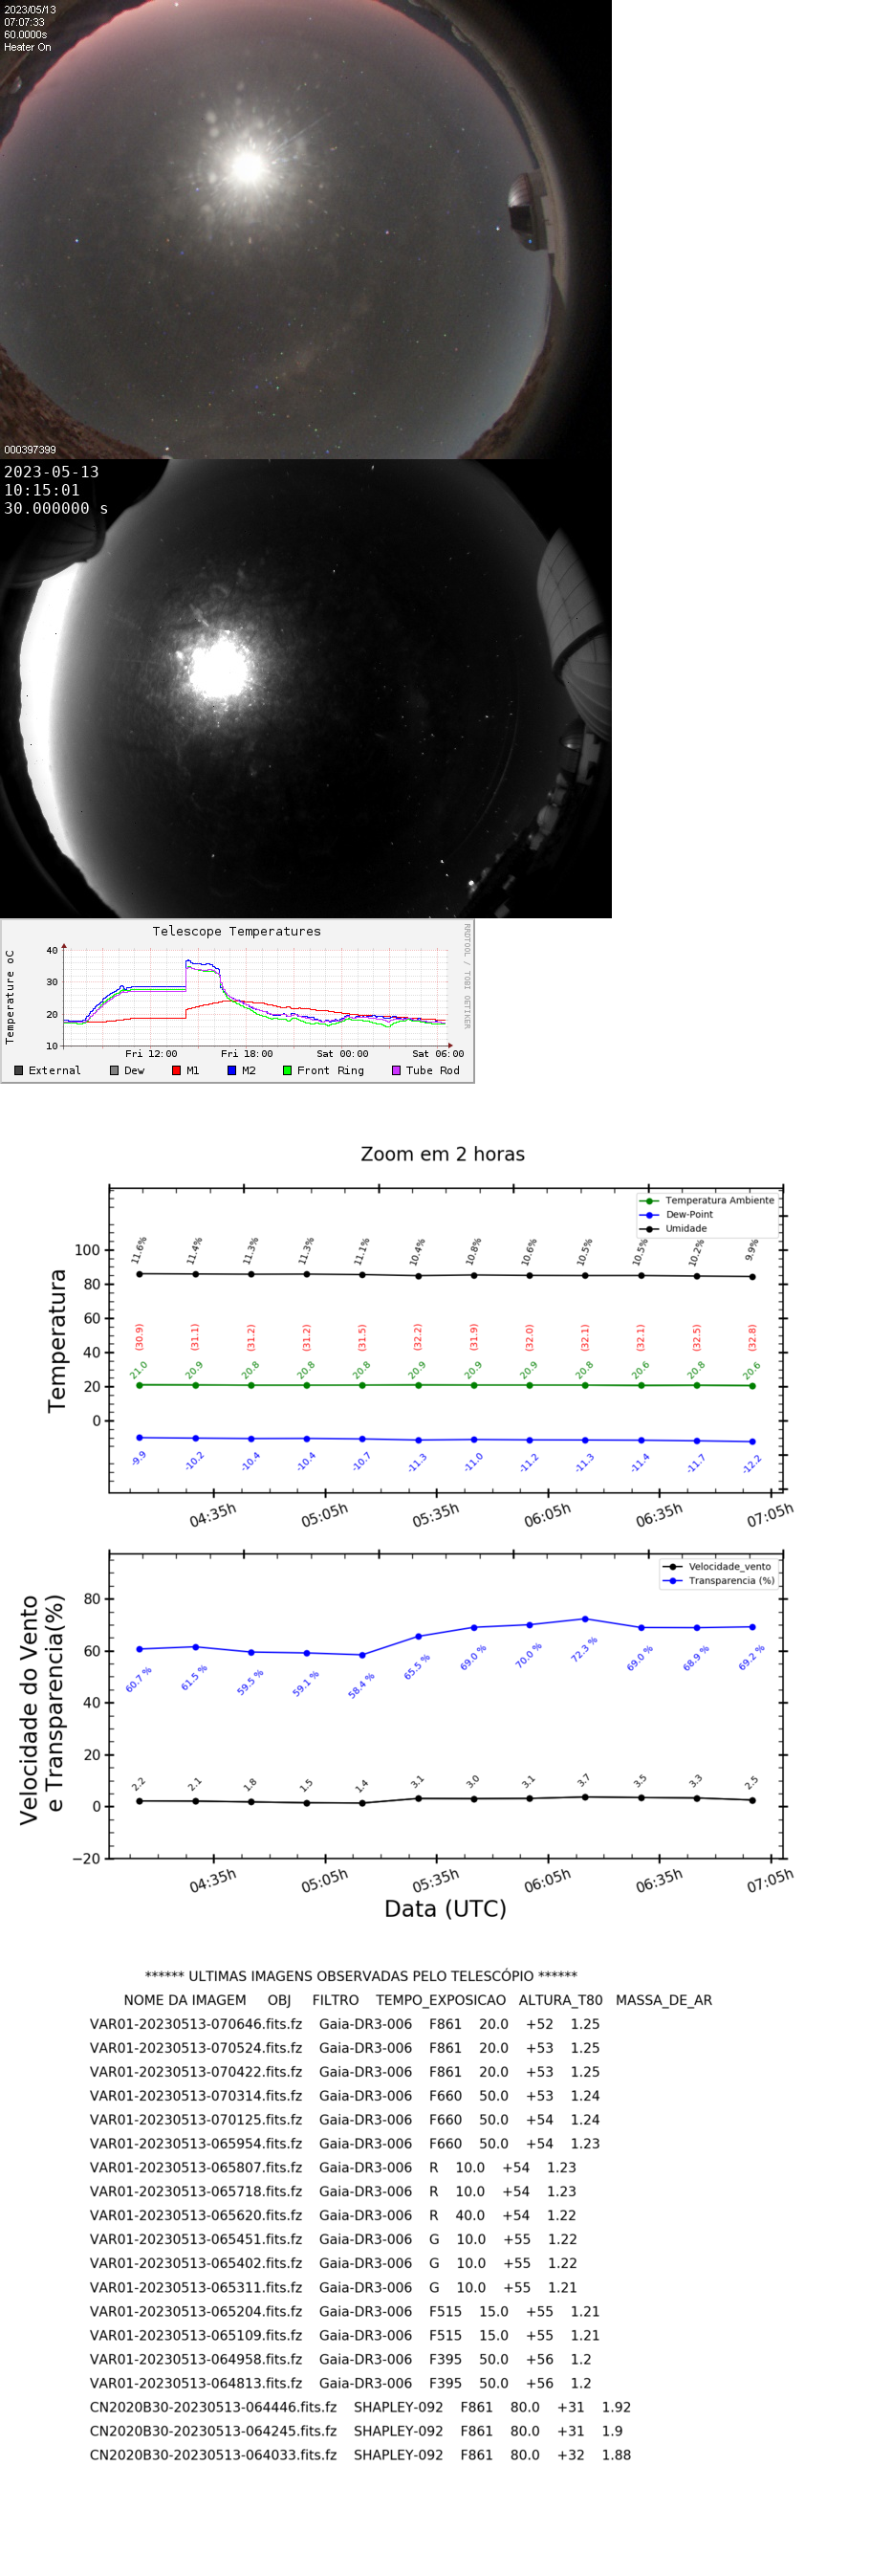 2023/05/13
07:07:33
60.0000s
Heater On
000397399
2023-05-13
10:15:01
30.000000 s
Telescope Temperatures
RRDTOOL / TOBI OETIKER
Temperature oC
40
30
20
10
Fri 12:00 Fri 18:00 Sat 00:00 Sat 06:00
External Dew M1 M2 Front Ring Tube Rod
Zoom em 2 horas
Temperatura Ambiente
Dew-Point
Umidade
Temperatura
100
80
60
40
20
0
11.6% 11.4% 11.3% 11.3% 11.1% 10.4% 10.8% 10.6% 10.5% 10.5% 10.2% 9.9%
(30.9) (31.1) (31.2) (31.2) (31.5) (32.2) (31.9) (32.0) (32.1) (32.1) (32.5) (32.8)
21.0 20.9 20.8 20.8 20.8 20.9 20.9 20.9 20.8 20.6 20.8 20.6
-9.9 -10.2 -10.4 -10.4 -10.7 -11.3 -11.0 -11.2 -11.3 -11.4 -11.7 -12.2
04:35h 05:05h 05:35h 06:05h 06:35h 07:05h
Velocidade_vento
Transparencia (%)
Velocidade do Vento
e Transparencia(%)
80
60
40
20
0
−20
60.7 % 61.5 % 59.5 % 59.1 % 58.4 % 65.5 % 69.0 % 70.0 % 72.3 % 69.0 % 68.9 % 69.2 %
2.2 2.1 1.8 1.5 1.4 3.1 3.0 3.1 3.7 3.5 3.3 2.5
04:35h 05:05h 05:35h 06:05h 06:35h 07:05h
Data (UTC)
****** ULTIMAS IMAGENS OBSERVADAS PELO TELESCÓPIO ******
NOME DA IMAGEM OBJ FILTRO TEMPO_EXPOSICAO ALTURA_T80 MASSA_DE_AR
VAR01-20230513-070646.fits.fz Gaia-DR3-006 F861 20.0 +52 1.25
VAR01-20230513-070524.fits.fz Gaia-DR3-006 F861 20.0 +53 1.25
VAR01-20230513-070422.fits.fz Gaia-DR3-006 F861 20.0 +53 1.25
VAR01-20230513-070314.fits.fz Gaia-DR3-006 F660 50.0 +53 1.24
VAR01-20230513-070125.fits.fz Gaia-DR3-006 F660 50.0 +54 1.24
VAR01-20230513-065954.fits.fz Gaia-DR3-006 F660 50.0 +54 1.23
VAR01-20230513-065807.fits.fz Gaia-DR3-006 R 10.0 +54 1.23
VAR01-20230513-065718.fits.fz Gaia-DR3-006 R 10.0 +54 1.23
VAR01-20230513-065620.fits.fz Gaia-DR3-006 R 40.0 +54 1.22
VAR01-20230513-065451.fits.fz Gaia-DR3-006 G 10.0 +55 1.22
VAR01-20230513-065402.fits.fz Gaia-DR3-006 G 10.0 +55 1.22
VAR01-20230513-065311.fits.fz Gaia-DR3-006 G 10.0 +55 1.21
VAR01-20230513-065204.fits.fz Gaia-DR3-006 F515 15.0 +55 1.21
VAR01-20230513-065109.fits.fz Gaia-DR3-006 F515 15.0 +55 1.21
VAR01-20230513-064958.fits.fz Gaia-DR3-006 F395 50.0 +56 1.2
VAR01-20230513-064813.fits.fz Gaia-DR3-006 F395 50.0 +56 1.2
CN2020B30-20230513-064446.fits.fz SHAPLEY-092 F861 80.0 +31 1.92
CN2020B30-20230513-064245.fits.fz SHAPLEY-092 F861 80.0 +31 1.9
CN2020B30-20230513-064033.fits.fz SHAPLEY-092 F861 80.0 +32 1.88